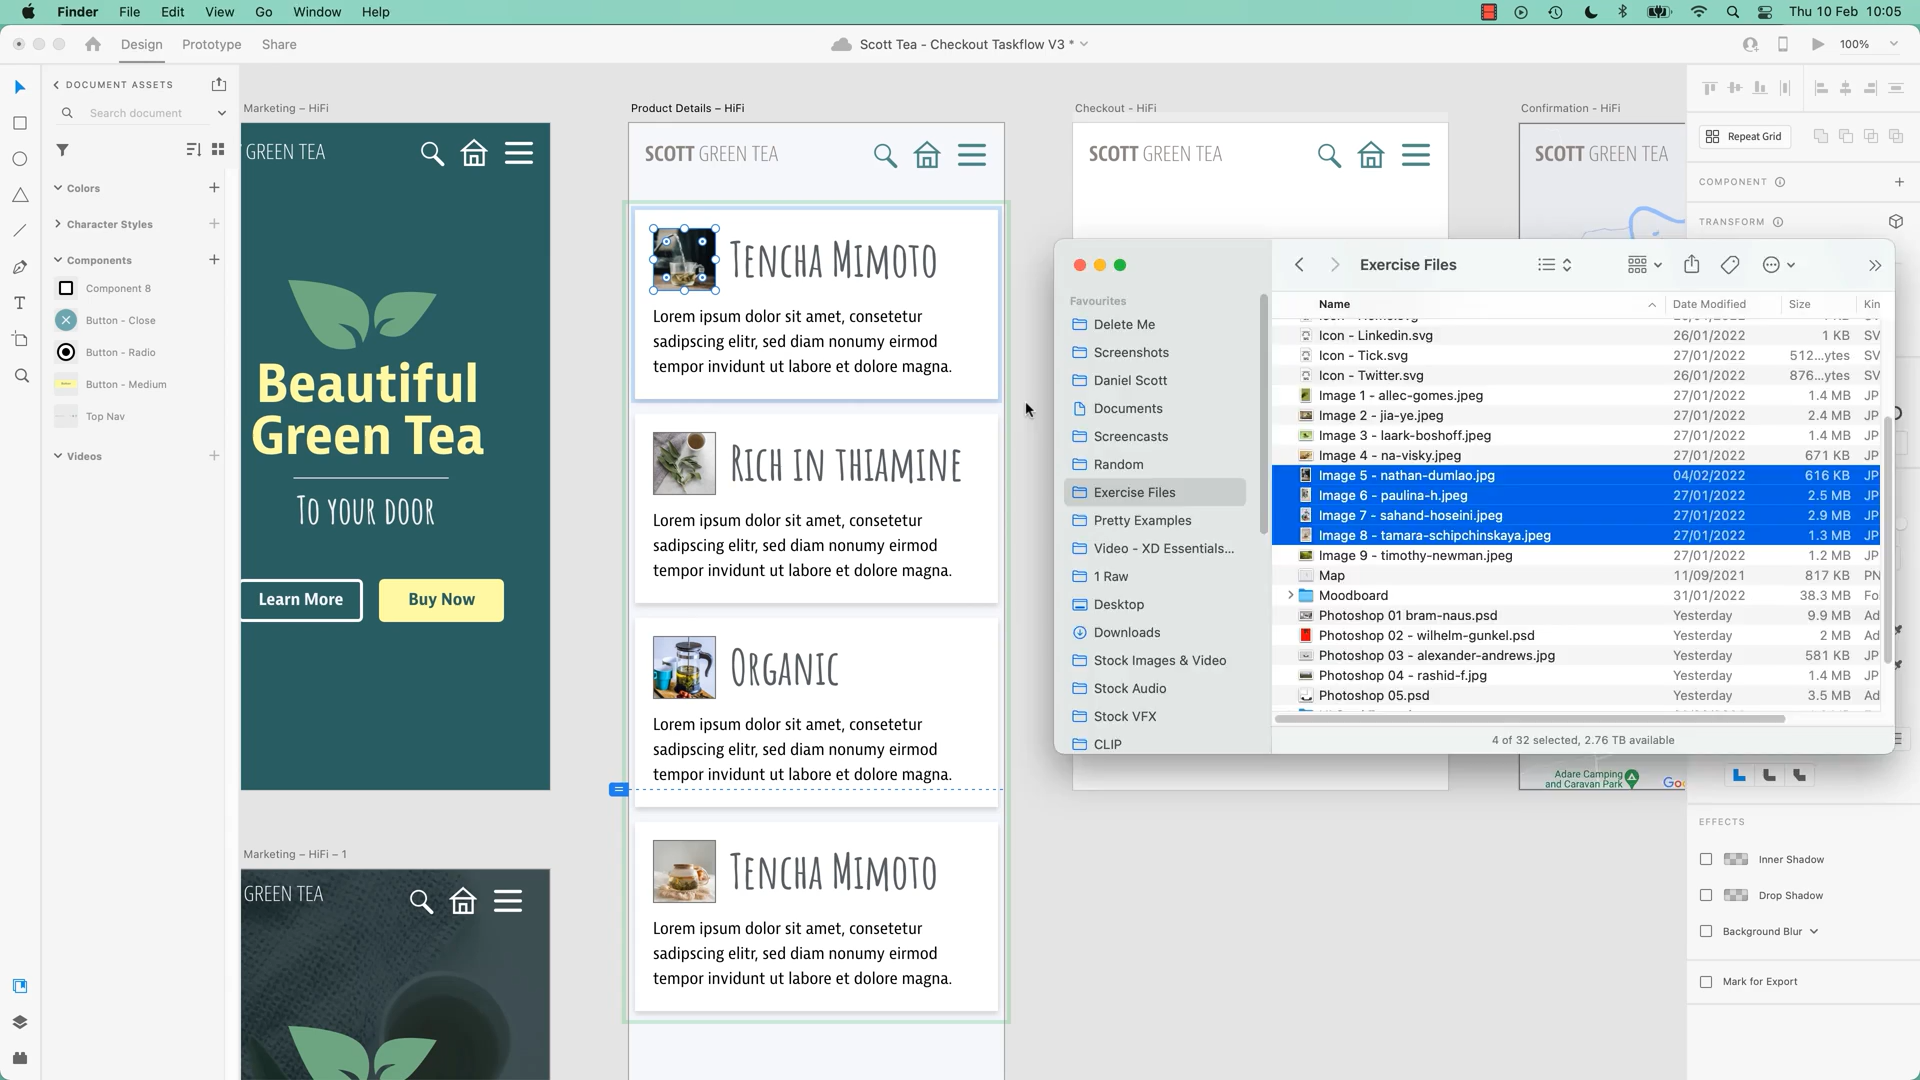 Finder File Edit View Go Window Help
Thu 10 Feb 10:05
Design Prototype Share
Scott Tea - Checkout Taskflow V3 *
100%
DOCUMENT ASSETS
Search document
Colors
Character Styles
Components
Component 8
Button - Close
Button - Radio
Button - Medium
Top Nav
Videos
Marketing – HiFi
GREEN TEA
Beautiful
Green Tea
To your door
Learn More
Buy Now
Marketing – HiFi – 1
GREEN TEA
Product Details – HiFi
SCOTT GREEN TEA
Tencha Mimoto
Lorem ipsum dolor sit amet, consetetur
sadipscing elitr, sed diam nonumy eirmod
tempor invidunt ut labore et dolore magna.
Rich in thiamine
Lorem ipsum dolor sit amet, consetetur
sadipscing elitr, sed diam nonumy eirmod
tempor invidunt ut labore et dolore magna.
Organic
Lorem ipsum dolor sit amet, consetetur
sadipscing elitr, sed diam nonumy eirmod
tempor invidunt ut labore et dolore magna.
Tencha Mimoto
Lorem ipsum dolor sit amet, consetetur
sadipscing elitr, sed diam nonumy eirmod
tempor invidunt ut labore et dolore magna.
Checkout - HiFi
SCOTT GREEN TEA
Confirmation - HiFi
SCOTT GREEN TEA
Exercise Files
Favourites
Delete Me
Screenshots
Daniel Scott
Documents
Screencasts
Random
Exercise Files
Pretty Examples
Video - XD Essentials...
1 Raw
Desktop
Downloads
Stock Images & Video
Stock Audio
Stock VFX
CLIP
Name Date Modified Size Kin
Icon - Linkedin.svg 26/01/2022 1 KB SV
Icon - Tick.svg 27/01/2022 512...ytes SV
Icon - Twitter.svg 26/01/2022 876...ytes SV
Image 1 - allec-gomes.jpeg 27/01/2022 1.4 MB JP
Image 2 - jia-ye.jpeg 27/01/2022 2.4 MB JP
Image 3 - laark-boshoff.jpeg 27/01/2022 1.4 MB JP
Image 4 - na-visky.jpeg 27/01/2022 671 KB JP
Image 5 - nathan-dumlao.jpg 04/02/2022 616 KB JP
Image 6 - paulina-h.jpeg 27/01/2022 2.5 MB JP
Image 7 - sahand-hoseini.jpeg 27/01/2022 2.9 MB JP
Image 8 - tamara-schipchinskaya.jpeg 27/01/2022 1.3 MB JP
Image 9 - timothy-newman.jpeg 27/01/2022 1.2 MB JP
Map 11/09/2021 817 KB PN
Moodboard 31/01/2022 38.3 MB Fo
Photoshop 01 bram-naus.psd Yesterday 9.9 MB Ad
Photoshop 02 - wilhelm-gunkel.psd Yesterday 2 MB Ad
Photoshop 03 - alexander-andrews.jpg Yesterday 581 KB JP
Photoshop 04 - rashid-f.jpg Yesterday 1.4 MB JP
Photoshop 05.psd Yesterday 3.5 MB Ad
4 of 32 selected, 2.76 TB available
Adare Camping
and Caravan Park
Goo
Repeat Grid
COMPONENT
TRANSFORM
EFFECTS
Inner Shadow
Drop Shadow
Background Blur
Mark for Export